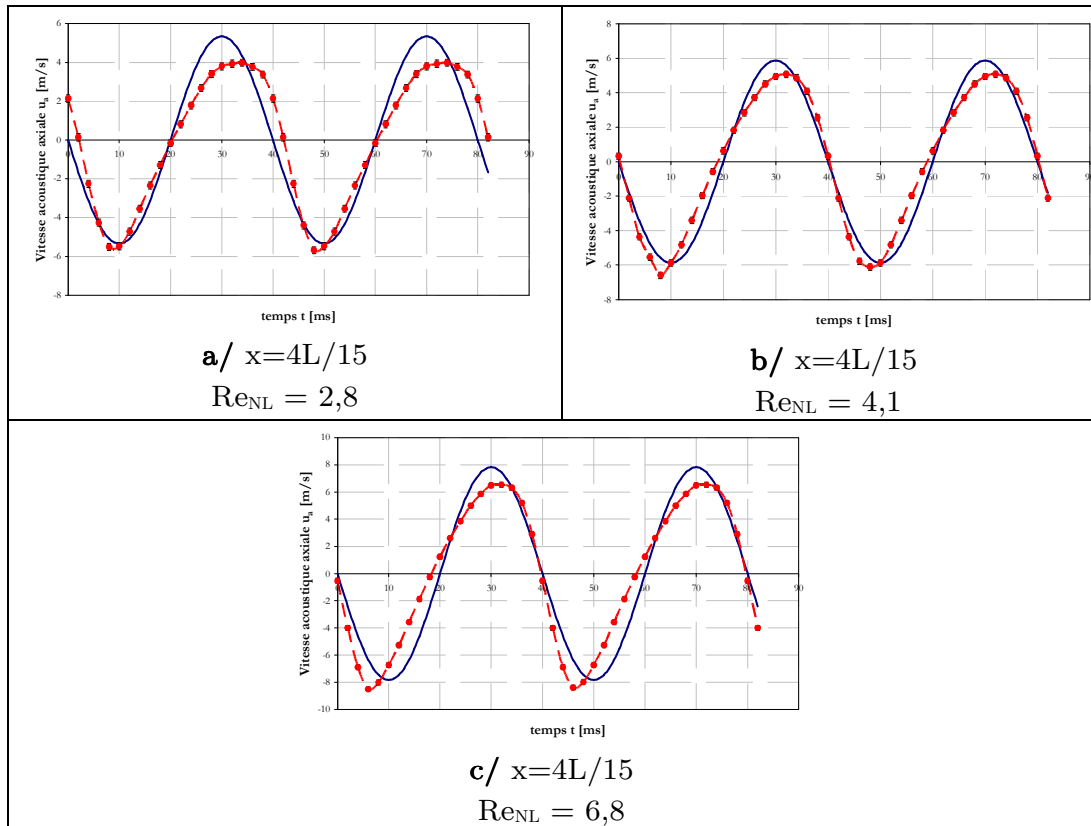 Vitesse acoustique axiale uₐ [m/s]
6
4
2
0
-2
-4
-6
-8
0 10 20 30 40 50 60 70 80 90
temps t [ms]
a/ x=4L/15
Re_NL = 2,8
Vitesse acoustique axiale uₐ [m/s]
8
6
4
2
0
-2
-4
-6
-8
0 10 20 30 40 50 60 70 80 90
temps t [ms]
b/ x=4L/15
Re_NL = 4,1
Vitesse acoustique axiale uₐ [m/s]
10
8
6
4
2
0
-2
-4
-6
-8
-10
0 10 20 30 40 50 60 70 80 90
temps t [ms]
c/ x=4L/15
Re_NL = 6,8